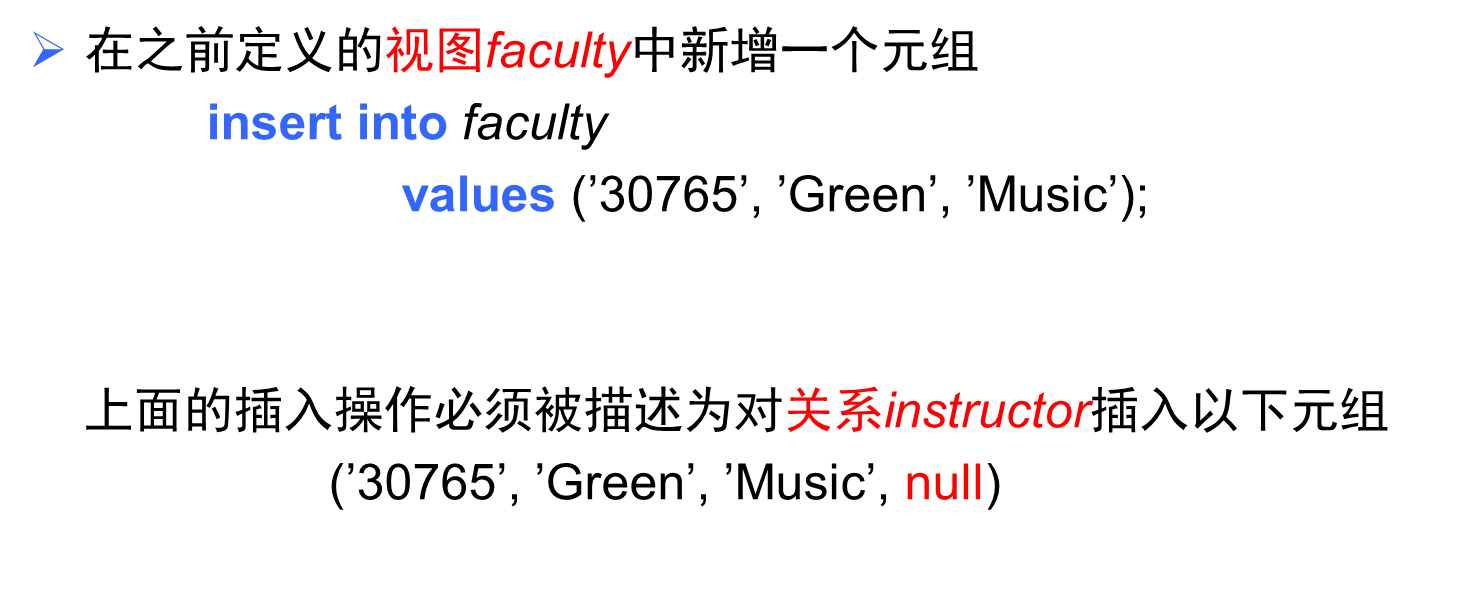 ➢ 在之前定义的视图faculty中新增一个元组
insert into faculty
values (’30765’, ’Green’, ’Music’);
上面的插入操作必须被描述为对关系instructor插入以下元组
(’30765’, ’Green’, ’Music’, null)